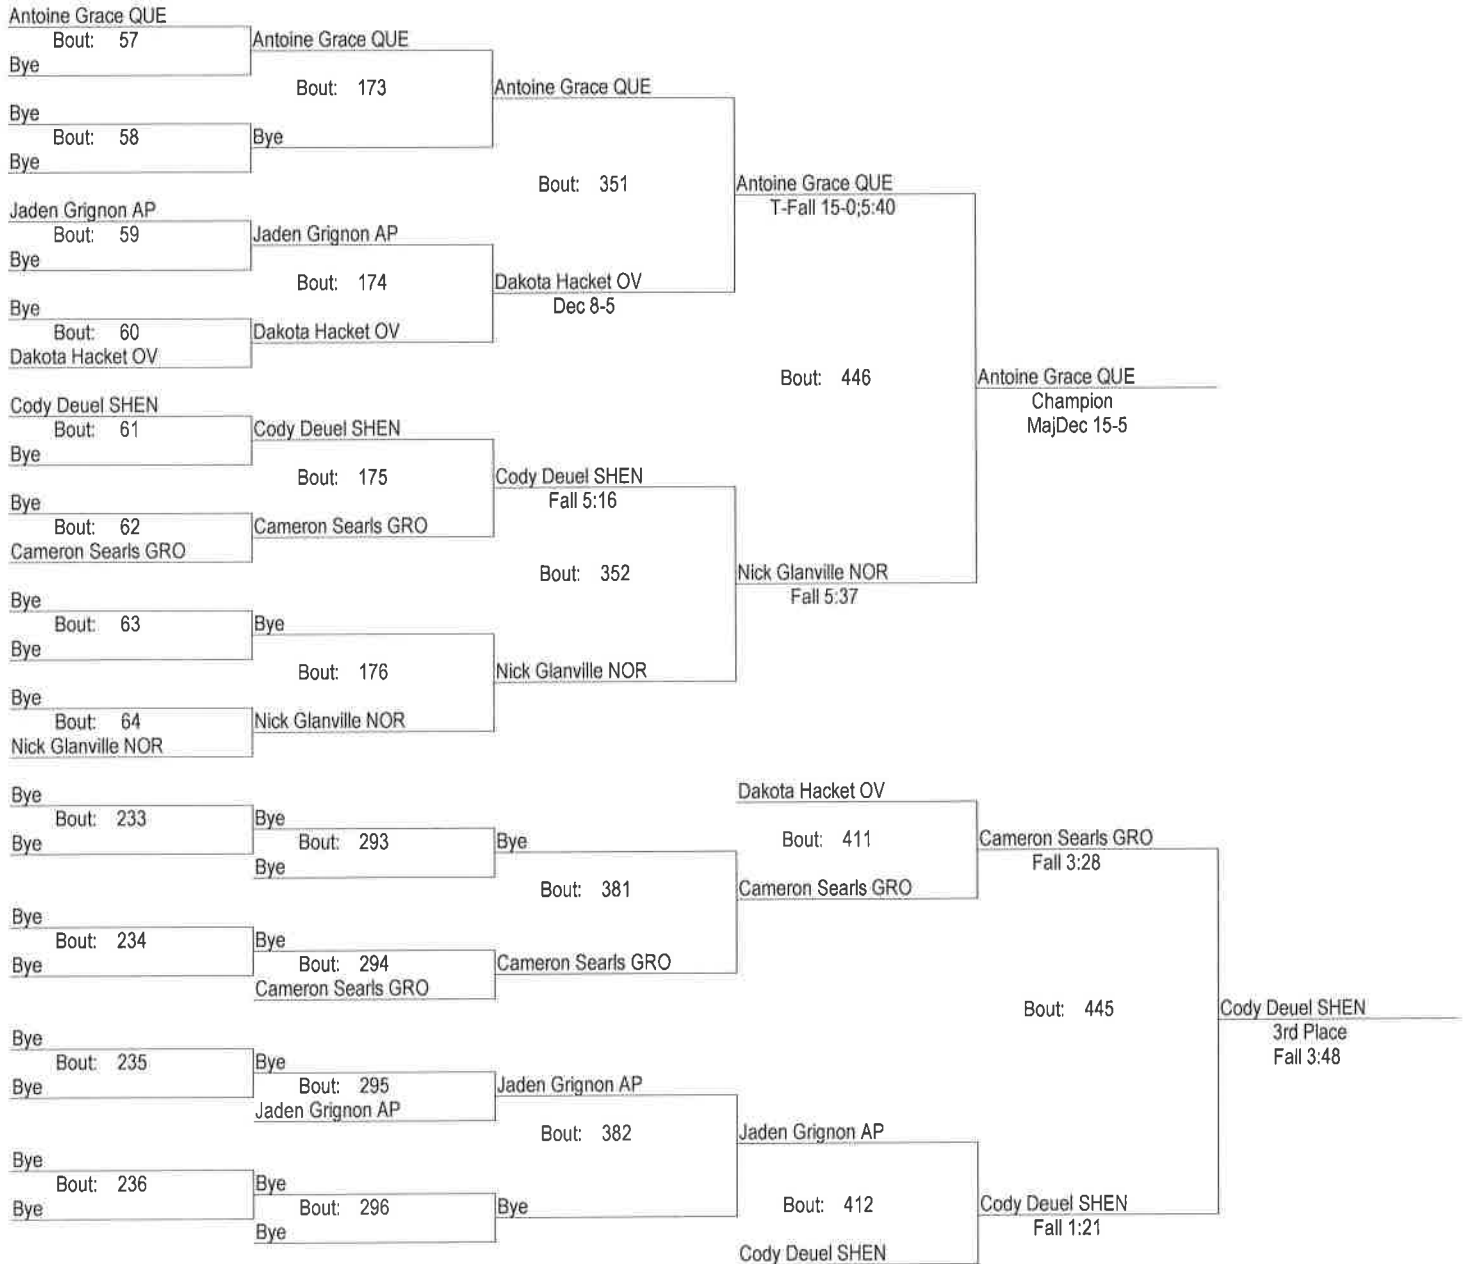 Antoine Grace QUE
Bout: 57
Bye
Antoine Grace QUE
Bout: 173
Bye
Bout: 58
Bye
Bye
Antoine Grace QUE
Bout: 351
Jaden Grignon AP
Bout: 59
Bye
Jaden Grignon AP
Bout: 174
Bye
Bout: 60
Dakota Hacket OV
Dakota Hacket OV
Dakota Hacket OV
Dec 8-5
Antoine Grace QUE
T-Fall 15-0;5:40
Bout: 446
Cody Deuel SHEN
Bout: 61
Bye
Cody Deuel SHEN
Bout: 175
Bye
Bout: 62
Cameron Searls GRO
Cameron Searls GRO
Cody Deuel SHEN
Fall 5:16
Bout: 352
Bye
Bout: 63
Bye
Bye
Bout: 176
Bye
Bout: 64
Nick Glanville NOR
Nick Glanville NOR
Nick Glanville NOR
Nick Glanville NOR
Fall 5:37
Antoine Grace QUE
Champion
MajDec 15-5
Bye
Bout: 233
Bye
Bye
Bout: 293
Bye
Bye
Bout: 381
Bye
Bout: 234
Bye
Bye
Bout: 294
Cameron Searls GRO
Cameron Searls GRO
Dakota Hacket OV
Bout: 411
Cameron Searls GRO
Cameron Searls GRO
Fall 3:28
Bout: 445
Bye
Bout: 235
Bye
Bye
Bout: 295
Jaden Grignon AP
Jaden Grignon AP
Bout: 382
Bye
Bout: 236
Bye
Bye
Bout: 296
Bye
Bye
Jaden Grignon AP
Bout: 412
Cody Deuel SHEN
Cody Deuel SHEN
Fall 1:21
Cody Deuel SHEN
3rd Place
Fall 3:48